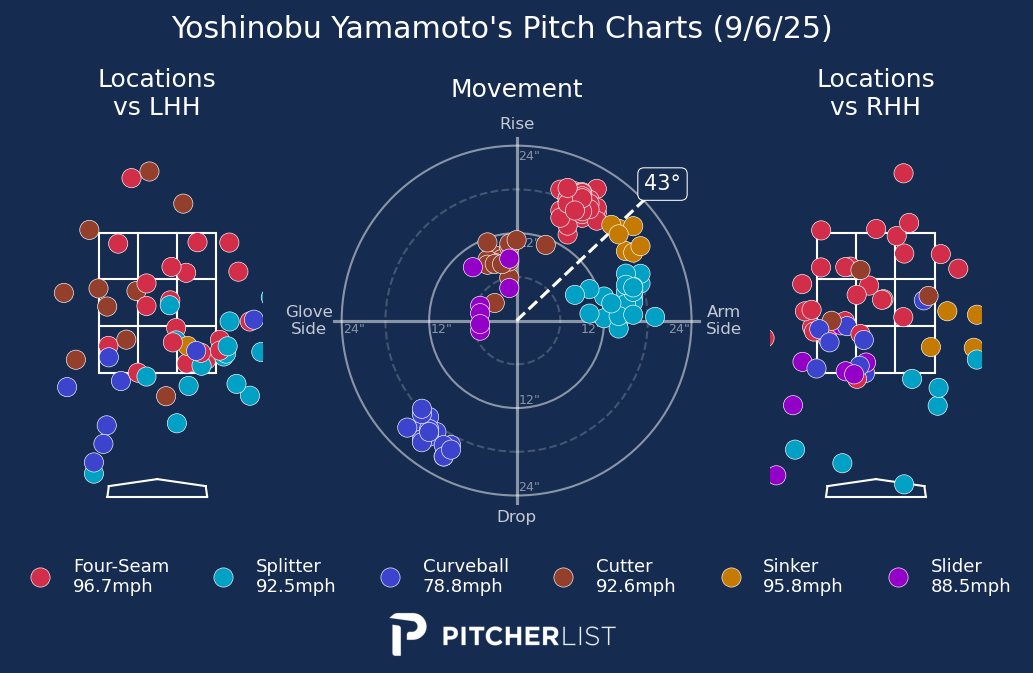 Yoshinobu Yamamoto's Pitch Charts (9/6/25)
Locations
vs LHH
Movement
Locations
vs RHH
Rise
24"
43°
12"
Glove
Side
24"
12"
12"
24"
Arm
Side
12"
24"
Drop
Four-Seam
96.7mph
Splitter
92.5mph
Curveball
78.8mph
Cutter
92.6mph
Sinker
95.8mph
Slider
88.5mph
PITCHERLIST